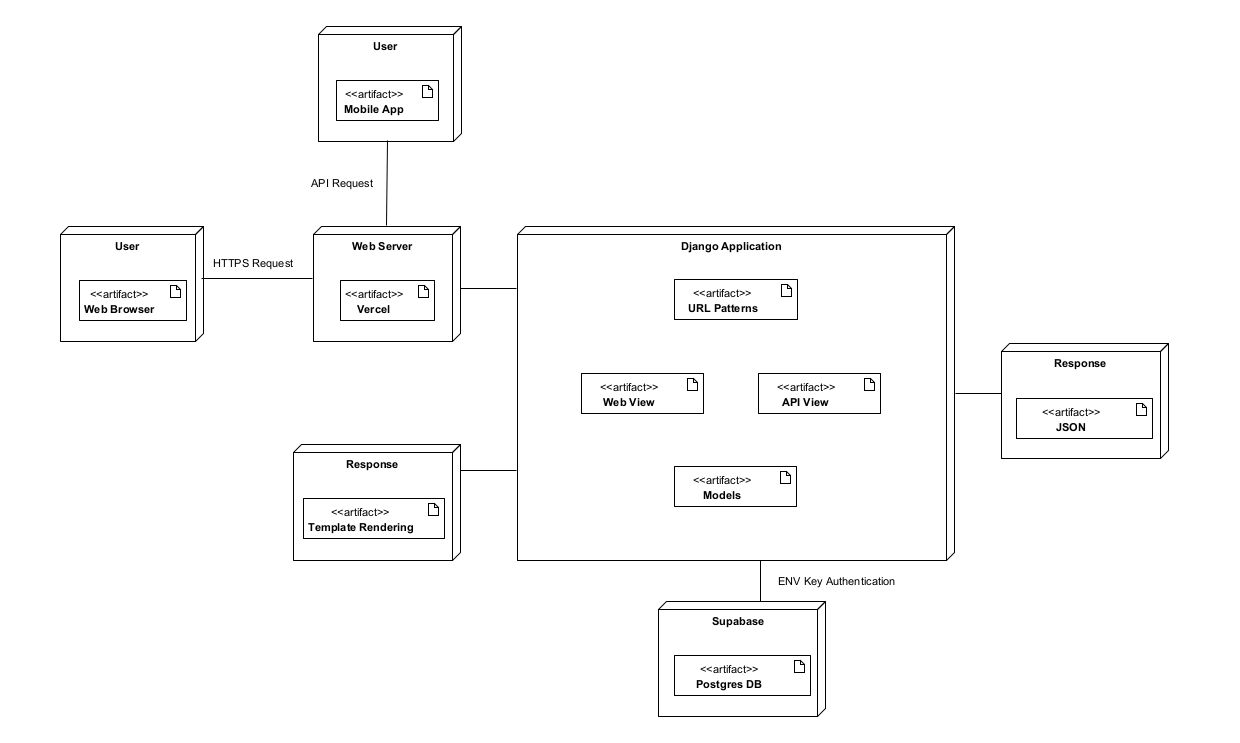 User
<<artifact>>
Mobile App
API Request
User
<<artifact>>
Web Browser
HTTPS Request
Web Server
<<artifact>>
Vercel
Django Application
<<artifact>>
URL Patterns
<<artifact>>
Web View
<<artifact>>
API View
<<artifact>>
Models
Response
<<artifact>>
JSON
Response
<<artifact>>
Template Rendering
ENV Key Authentication
Supabase
<<artifact>>
Postgres DB